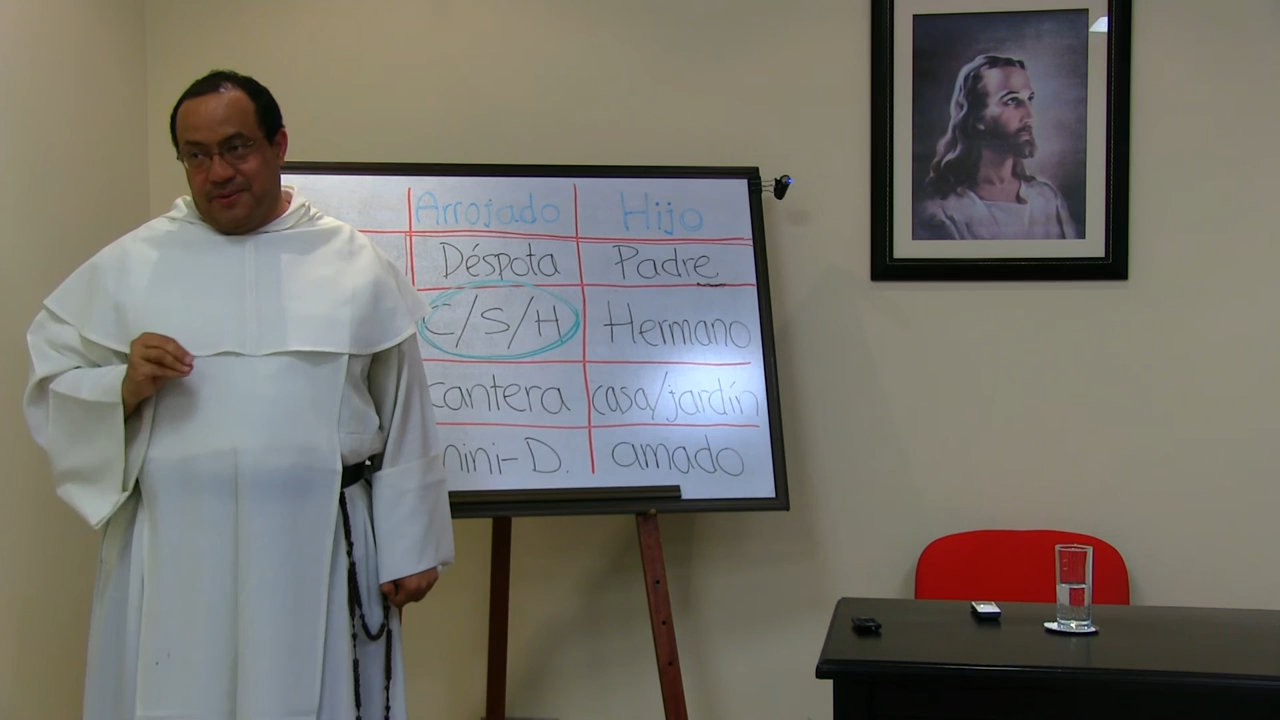 Arrojado Hijo
Déspota Padre
C/S/H Hermano
cantera casa/jardín
mini-D. amado